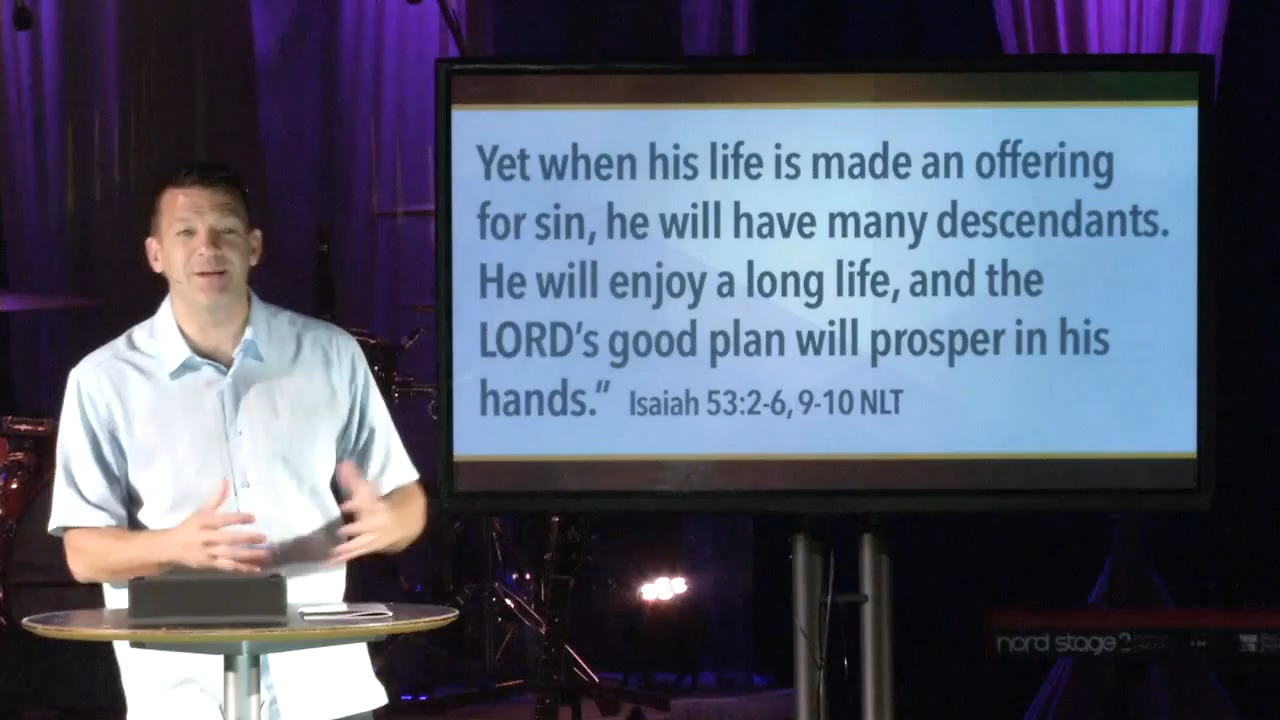 Yet when his life is made an offering
for sin, he will have many descendants.
He will enjoy a long life, and the
LORD’s good plan will prosper in his
hands.” Isaiah 53:2-6, 9-10 NLT
nord stage 2